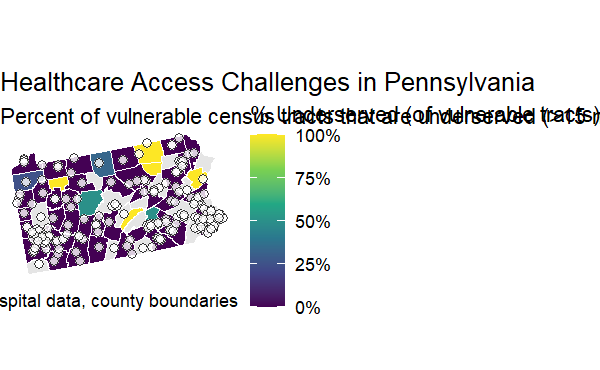 Healthcare Access Challenges in Pennsylvania
Percent of vulnerable census tracts that are underserved (>15
% Underserved (of vulnerable tracts)
100%
75%
50%
25%
0%
spital data, county boundaries